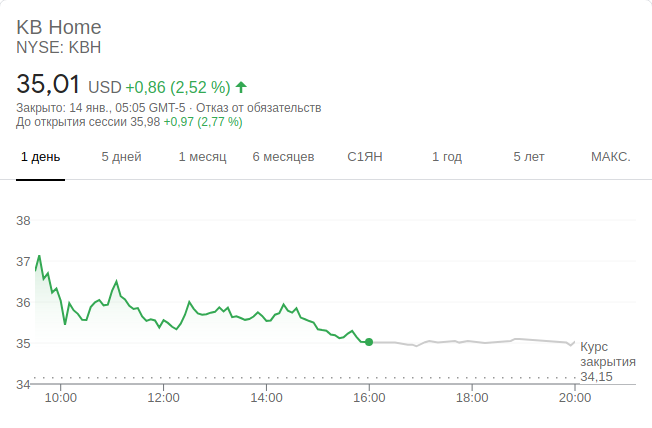 KB Home
NYSE: KBH
35,01 USD +0,86 (2,52 %)
Закрыто: 14 янв., 05:05 GMT-5 · Отказ от обязательств
До открытия сессии 35,98 +0,97 (2,77 %)
1 день 5 дней 1 месяц 6 месяцев С1ЯН 1 год 5 лет МАКС.
38
37
36
35
34
Курс
закрытия
34,15
10:00 12:00 14:00 16:00 18:00 20:00